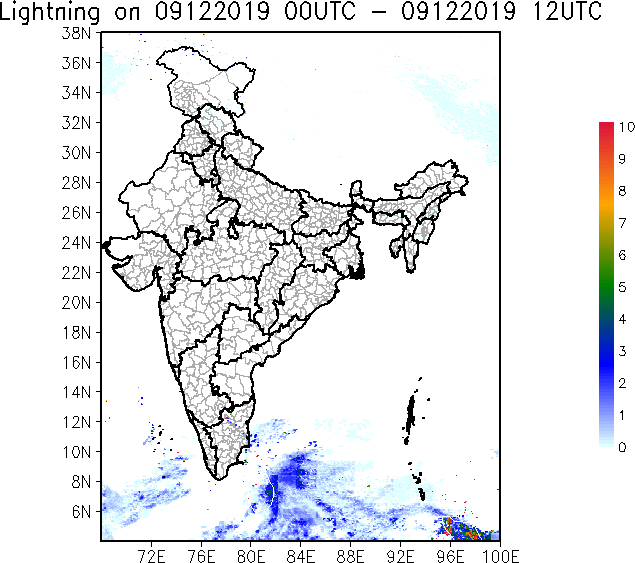 Lightning on 09122019 00UTC – 09122019 12UTC
38N
36N
34N
32N
30N
28N
26N
24N
22N
20N
18N
16N
14N
12N
10N
8N
6N
72E 76E 80E 84E 88E 92E 96E 100E
10
9
8
7
6
5
4
3
2
1
0